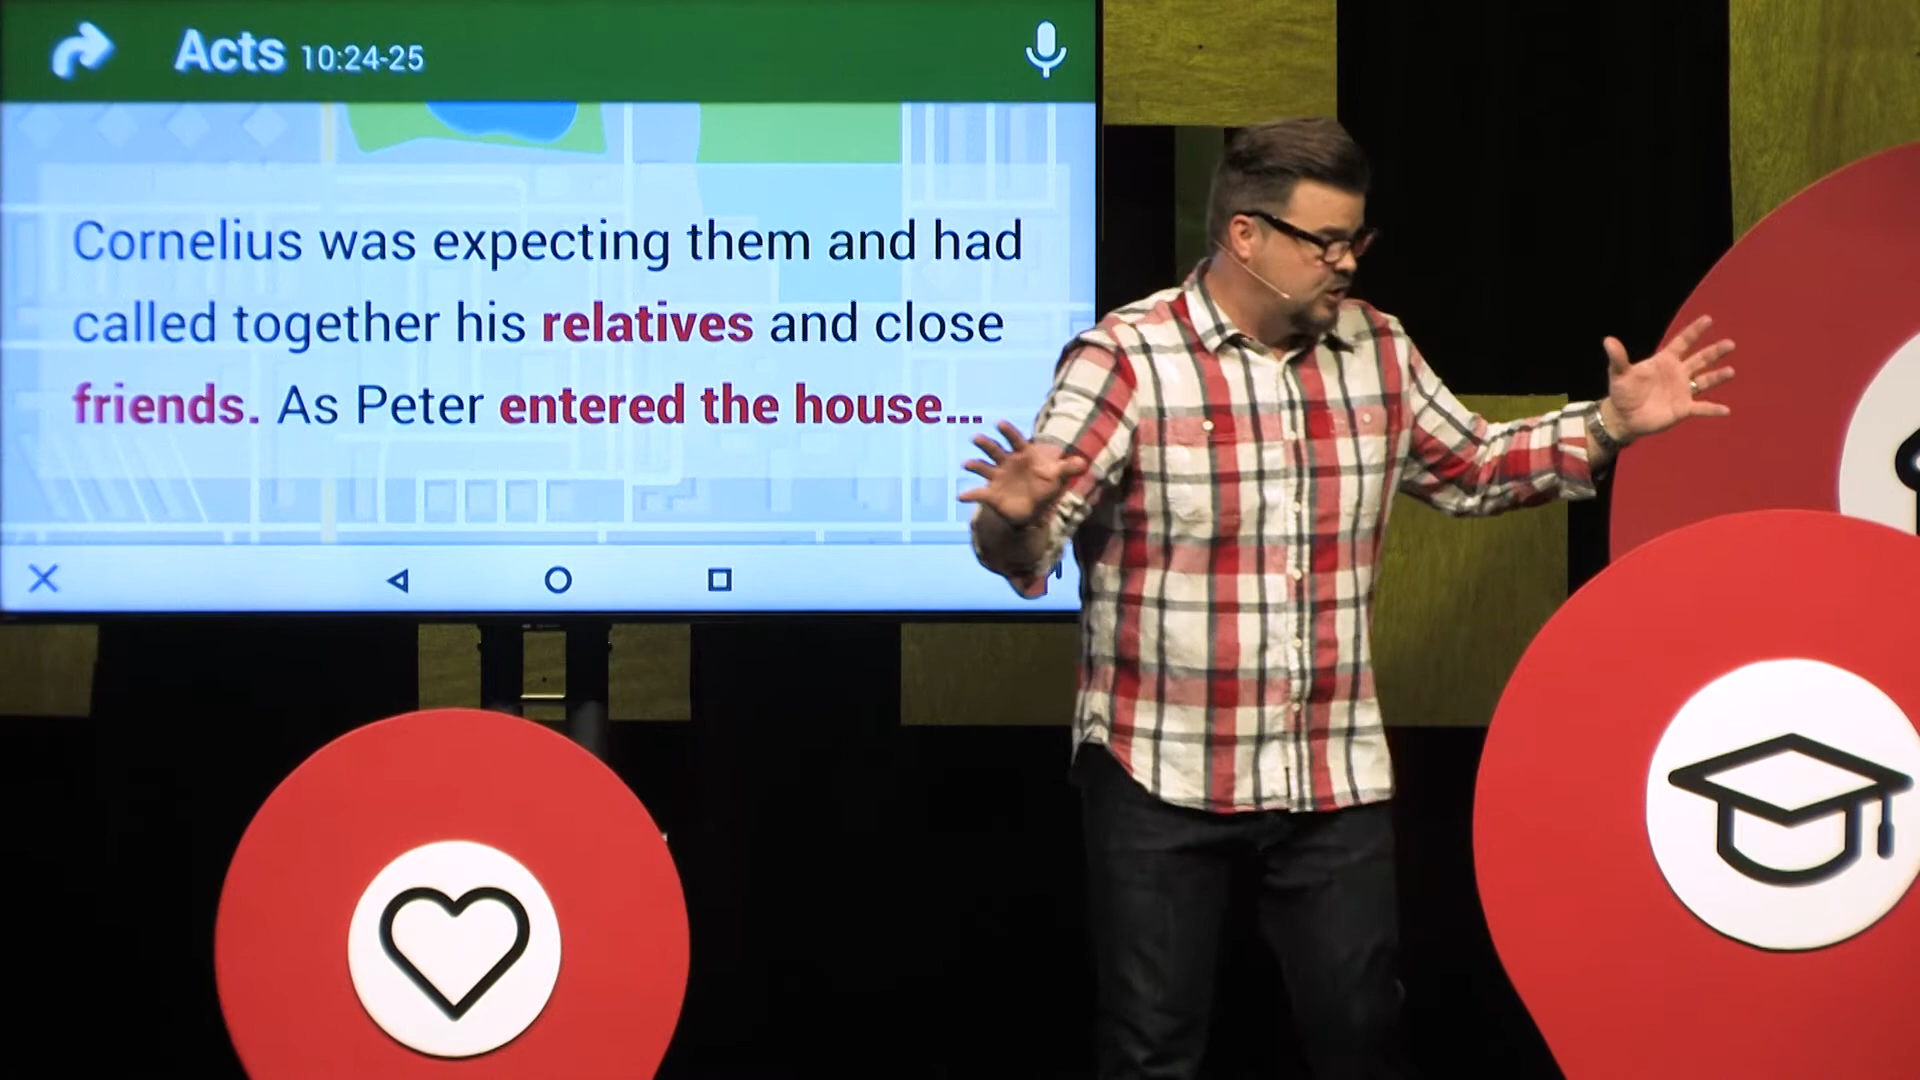 Acts 10:24-25
Cornelius was expecting them and had
called together his relatives and close
friends. As Peter entered the house...